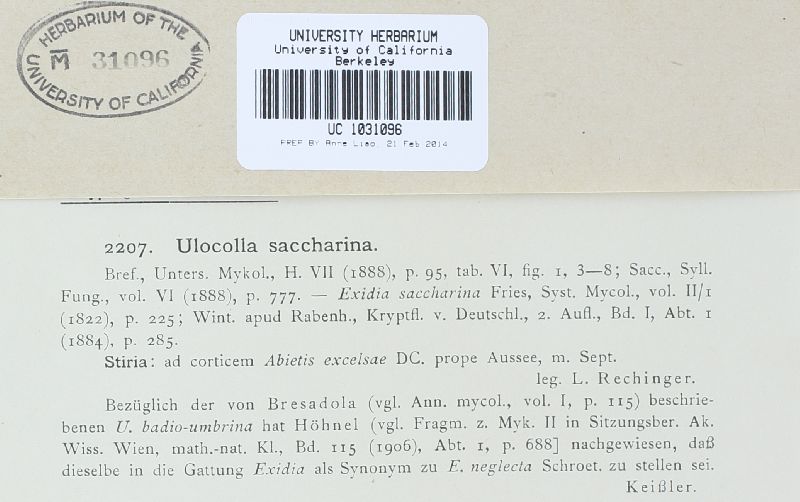 HERBARIUM OF THE
M̅ 31096
UNIVERSITY OF CALIFORNIA
UNIVERSITY HERBARIUM
University of California
Berkeley
UC 1031096
PREP BY Anne Liao, 21 Feb 2014
2207. Ulocolla saccharina.
Bref., Unters. Mykol., H. VII (1888), p. 95, tab. VI, fig. 1, 3—8; Sacc., Syll.
Fung., vol. VI (1888), p. 777. — Exidia saccharina Fries, Syst. Mycol., vol. II/1
(1822), p. 225; Wint. apud Rabenh., Kryptfl. v. Deutschl., 2. Aufl., Bd. I, Abt. 1
(1884), p. 285.
Stiria: ad corticem Abietis excelsae DC. prope Aussee, m. Sept.
leg. L. Rechinger.
Bezüglich der von Bresadola (vgl. Ann. mycol., vol. I, p. 115) beschrie-
benen U. badio-umbrina hat Höhnel (vgl. Fragm. z. Myk. II in Sitzungsber. Ak.
Wiss. Wien, math.-nat. Kl., Bd. 115 (1906), Abt. 1, p. 688] nachgewiesen, daß
dieselbe in die Gattung Exidia als Synonym zu E. neglecta Schroet. zu stellen sei.
Keißler.